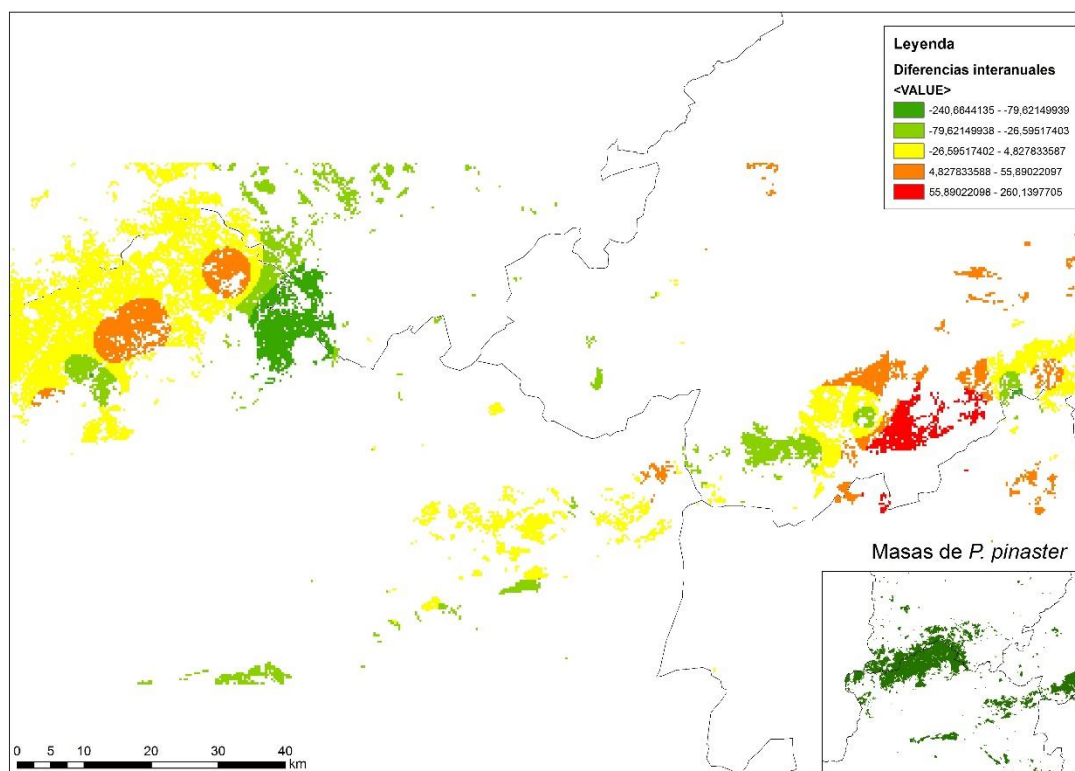 Leyenda
Diferencias interanuales
<VALUE>
-240,6644135 - -79,62149939
-79,62149938 - -26,59517403
-26,59517402 - 4,827833587
4,827833588 - 55,89022097
55,89022098 - 260,1397705
Masas de P. pinaster
0 5 10 20 30 40
km